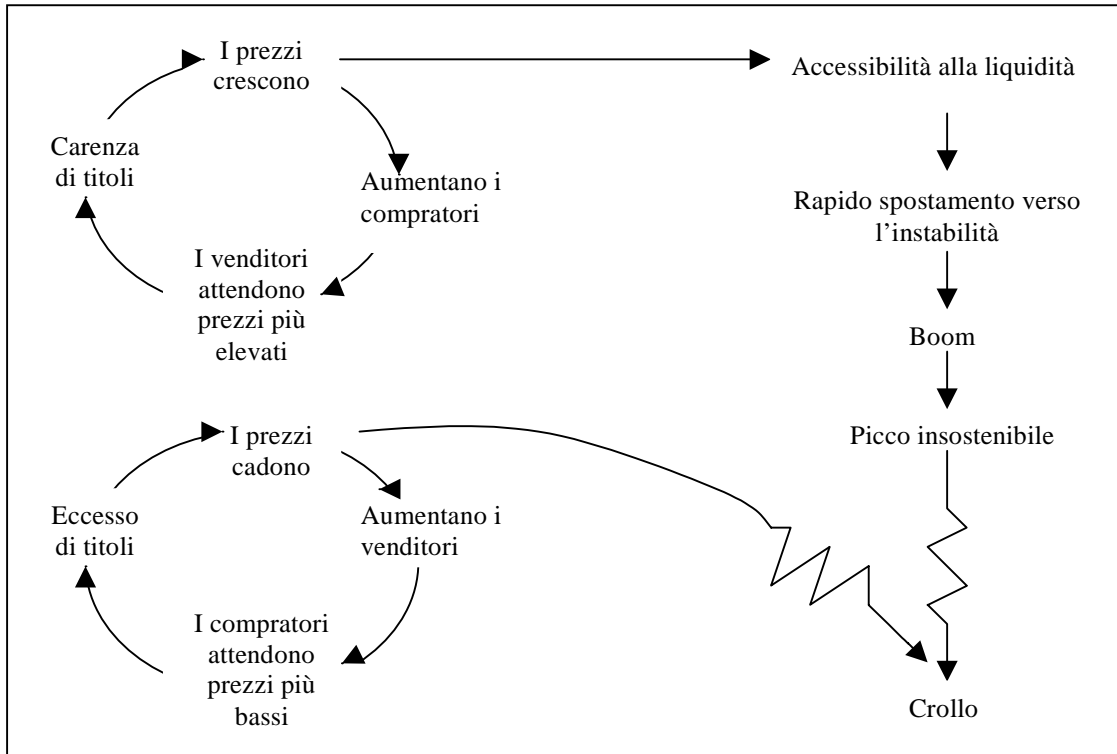 I prezzi
crescono
Accessibilità alla liquidità
Carenza
di titoli
Aumentano i
compratori
Rapido spostamento verso
l’instabilità
I venditori
attendono
prezzi più
elevati
Boom
I prezzi
cadono
Picco insostenibile
Eccesso
di titoli
Aumentano i
venditori
I compratori
attendono
prezzi più
bassi
Crollo